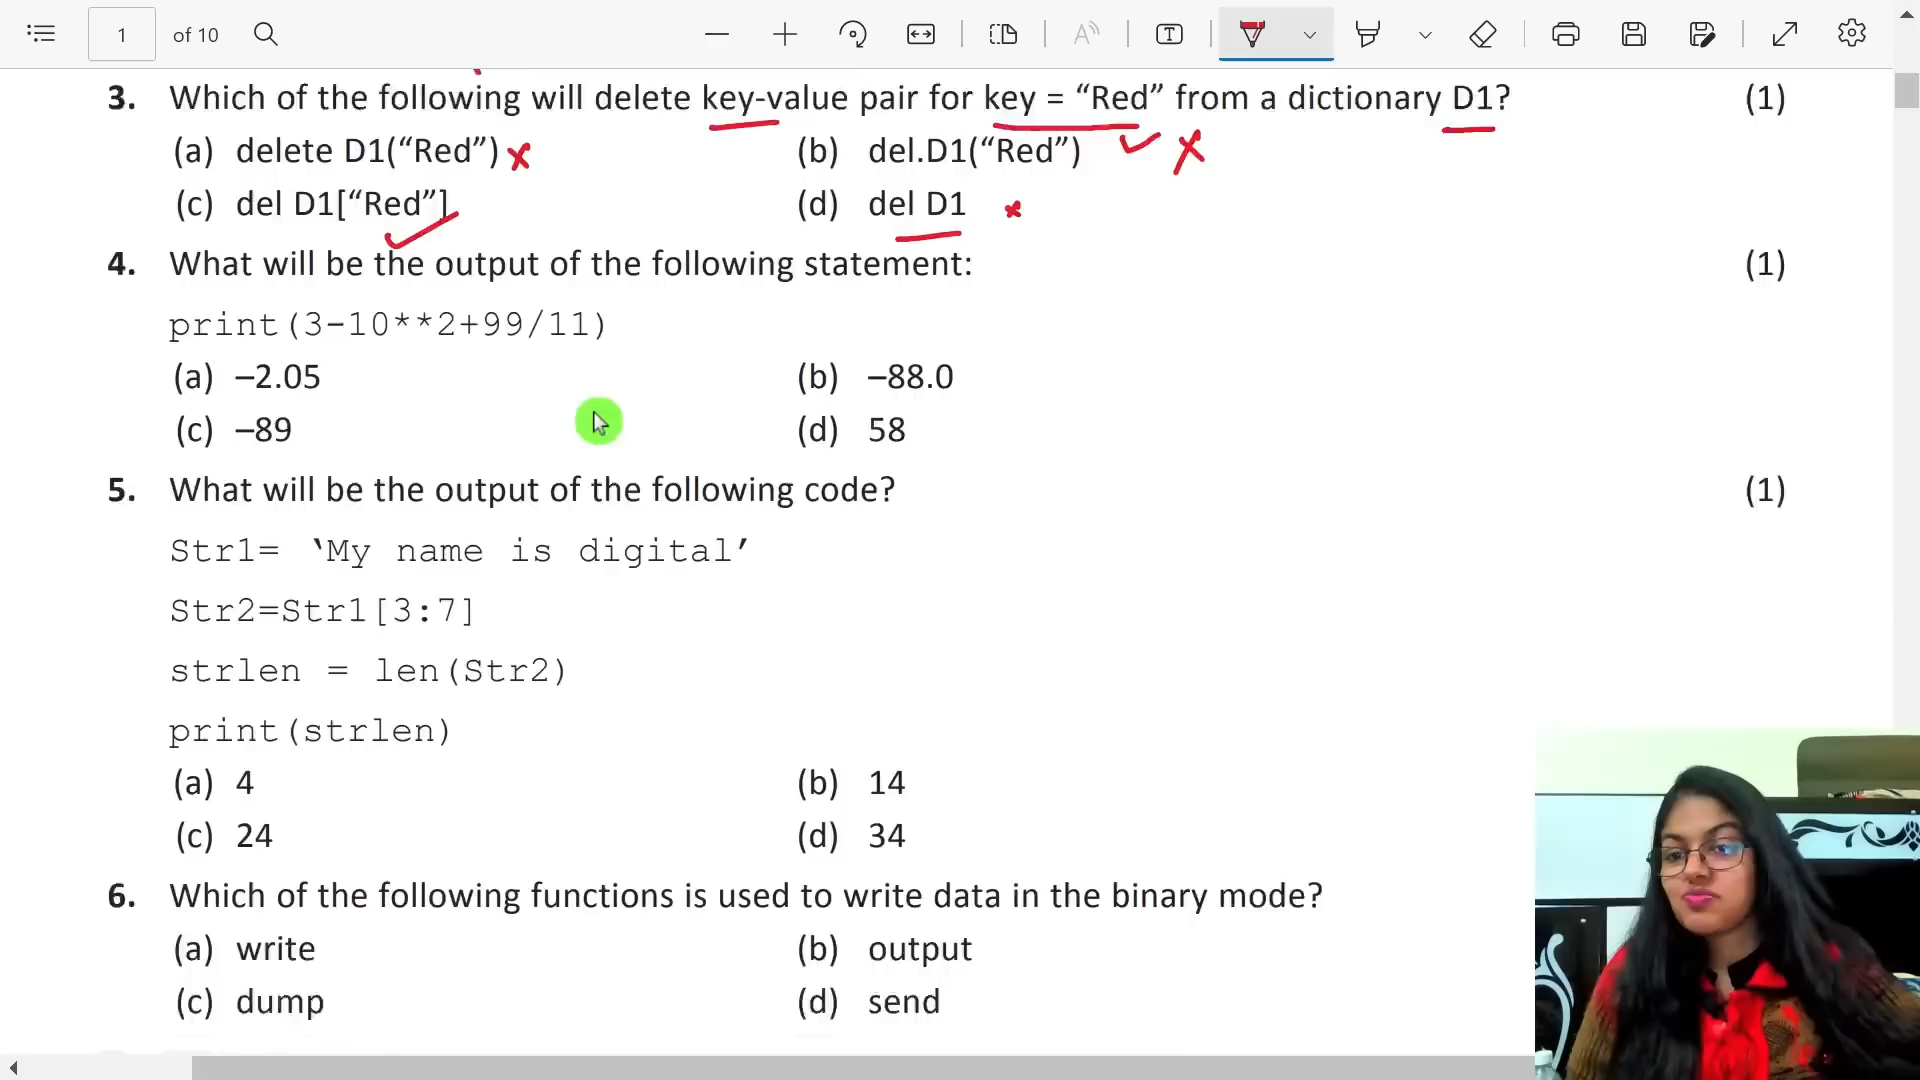 1 of 10
3. Which of the following will delete key-value pair for key = “Red” from a dictionary D1? (1)
(a) delete D1(“Red”) (b) del.D1(“Red”)
(c) del D1[“Red”] (d) del D1
4. What will be the output of the following statement: (1)
print(3-10**2+99/11)
(a) –2.05 (b) –88.0
(c) –89 (d) 58
5. What will be the output of the following code? (1)
Str1= ‘My name is digital’
Str2=Str1[3:7]
strlen = len(Str2)
print(strlen)
(a) 4 (b) 14
(c) 24 (d) 34
6. Which of the following functions is used to write data in the binary mode?
(a) write (b) output
(c) dump (d) send